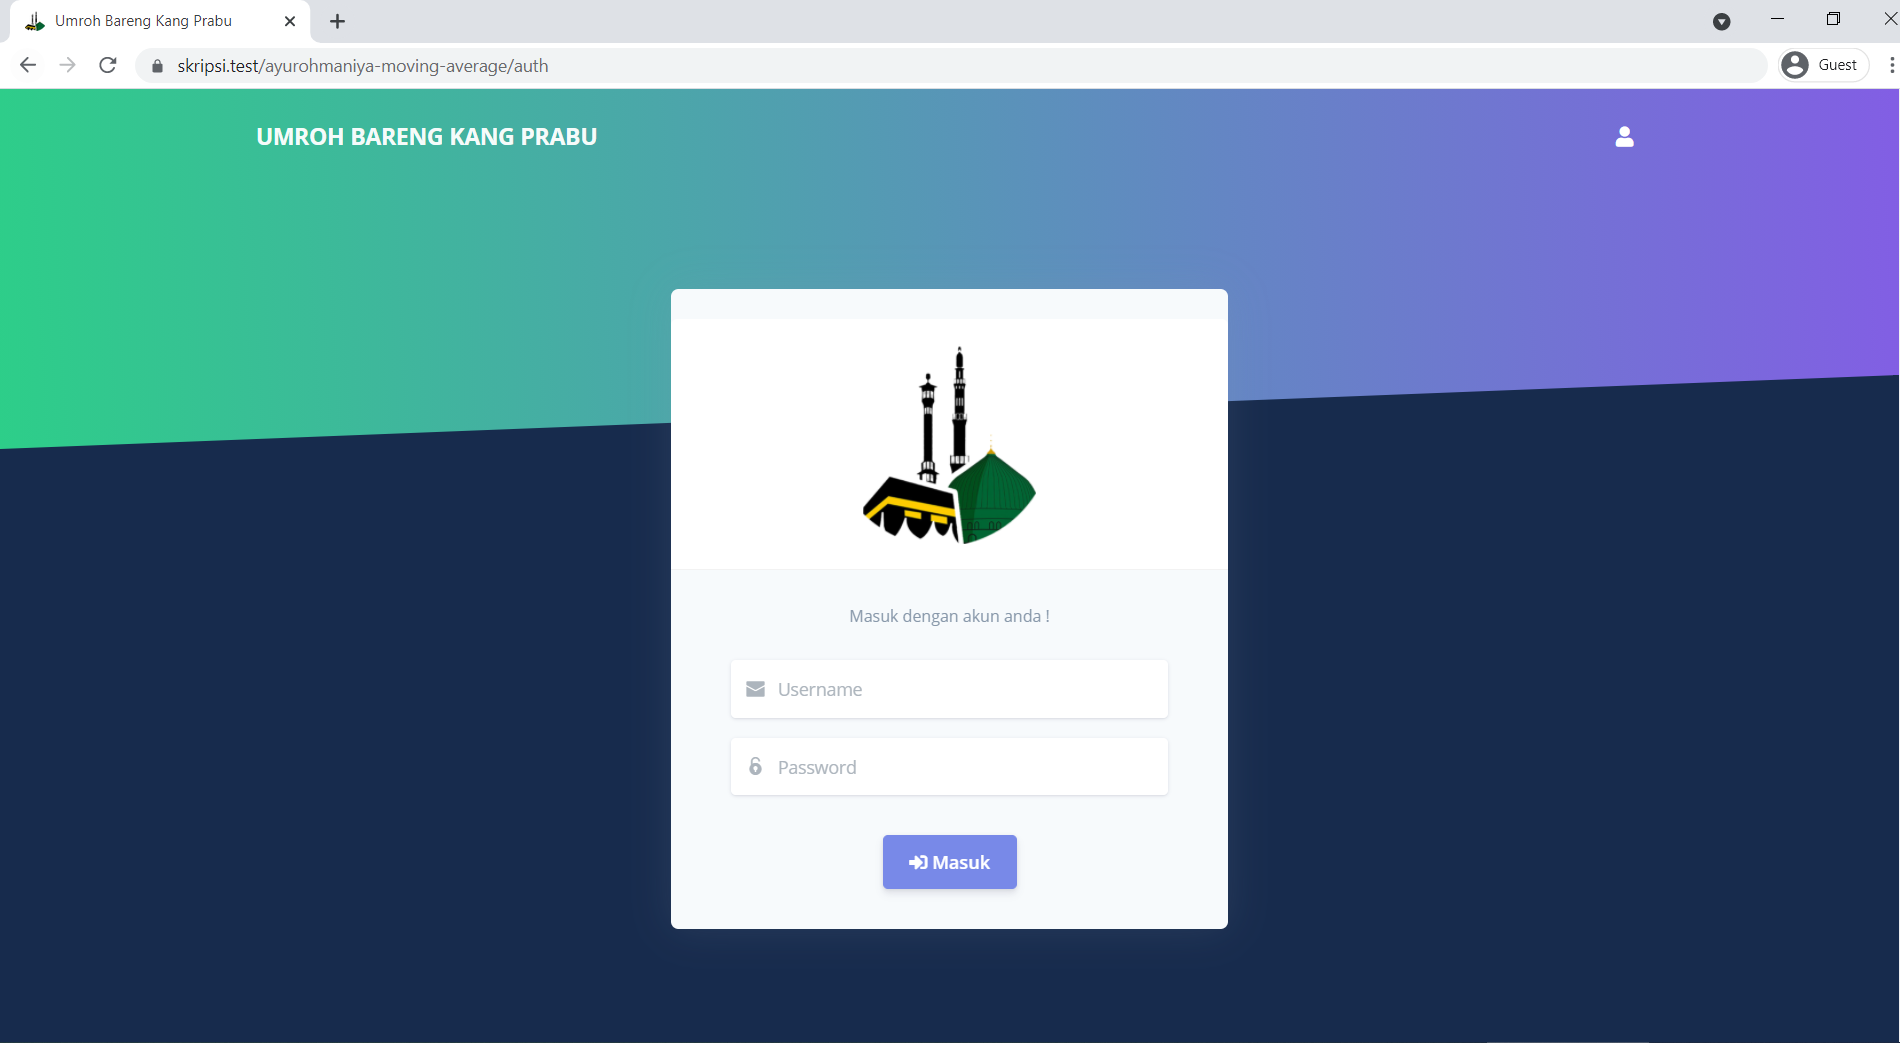 Umroh Bareng Kang Prabu
skripsi.test/ayurohmaniya-moving-average/auth
Guest
UMROH BARENG KANG PRABU
Masuk dengan akun anda !
Username
Password
Masuk